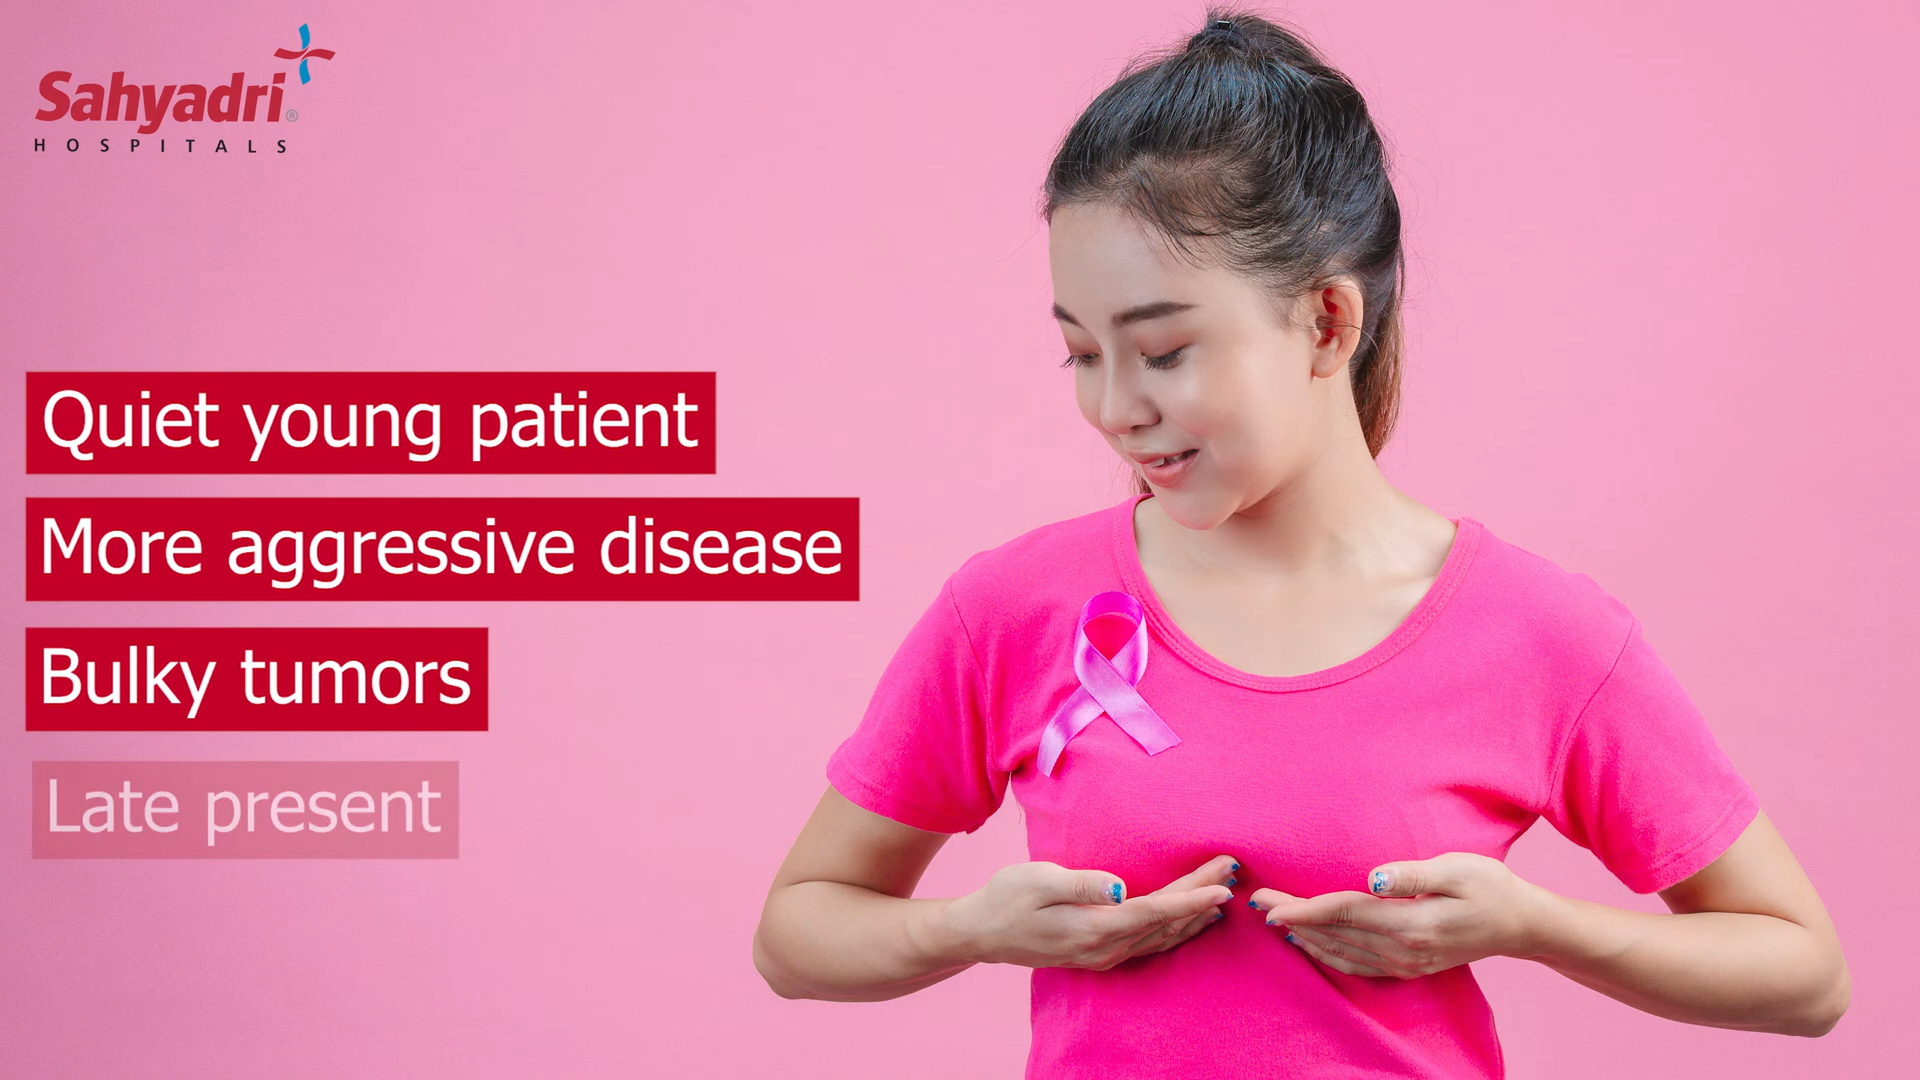 Sahyadri®
HOSPITALS
Quiet young patient
More aggressive disease
Bulky tumors
Late present